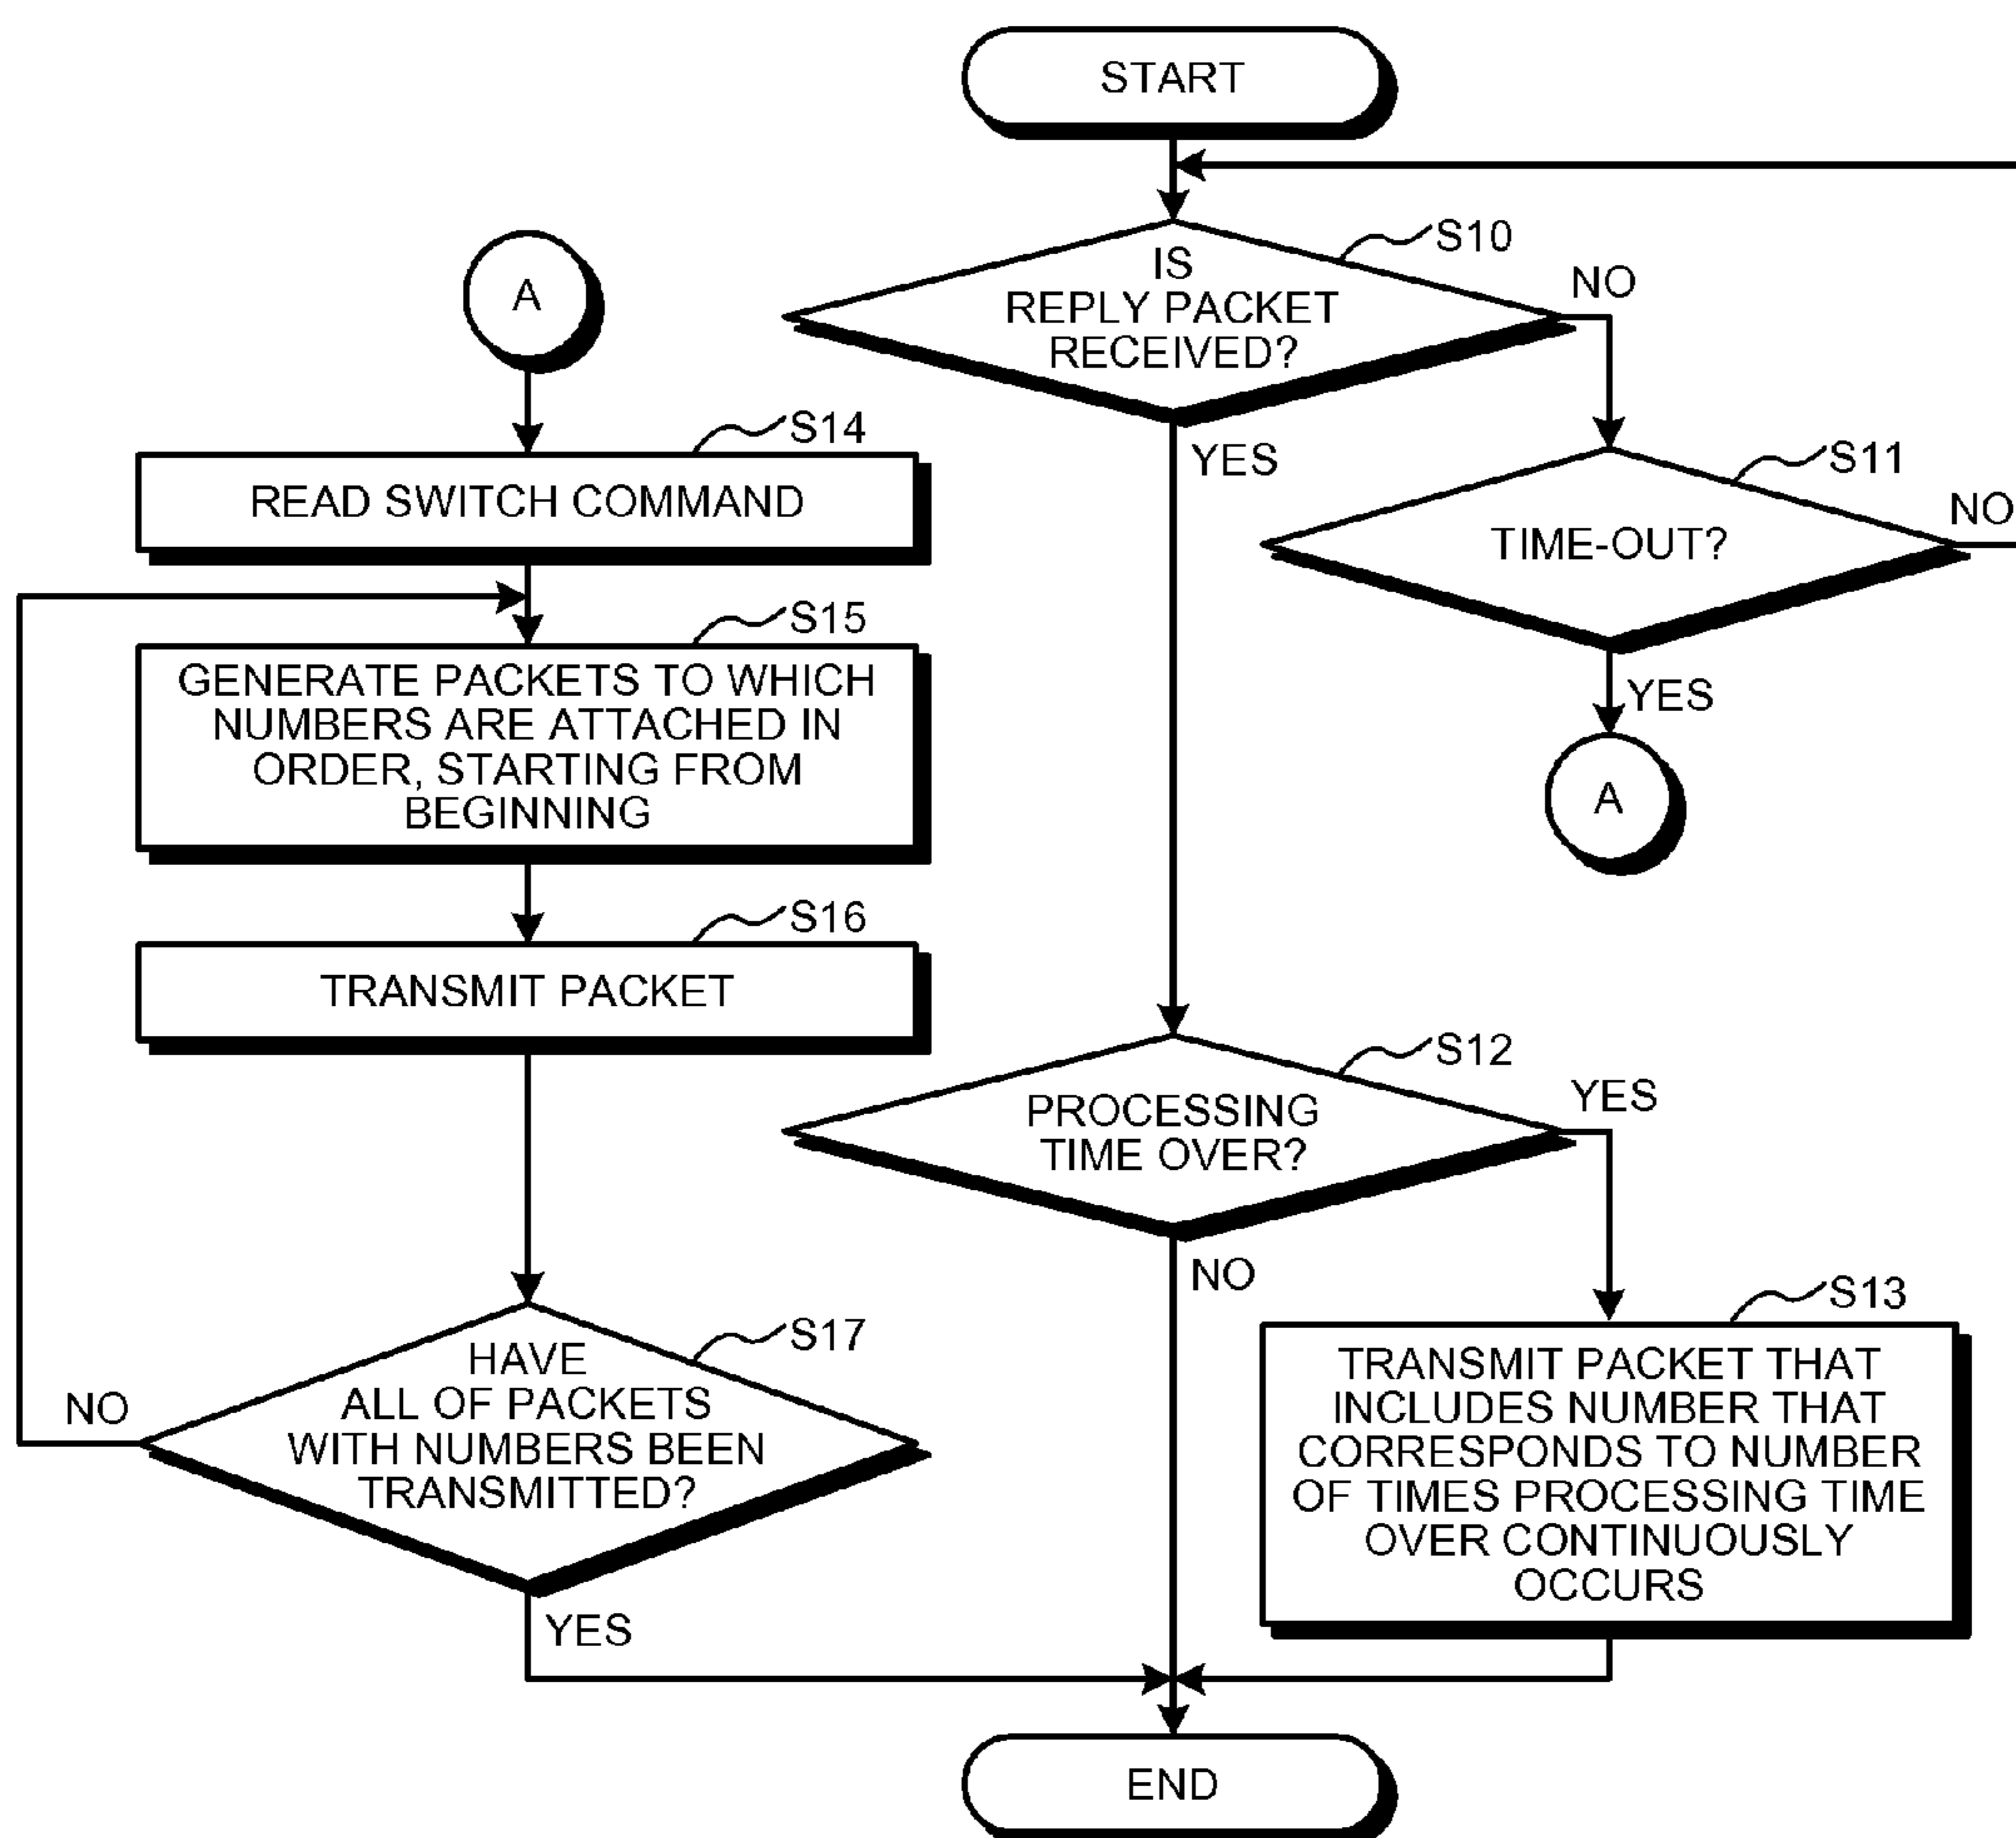 START
S10
IS
REPLY PACKET
RECEIVED?
NO
YES
S11
TIME-OUT?
NO
YES
A
S12
PROCESSING
TIME OVER?
YES
NO
S13
TRANSMIT PACKET THAT
INCLUDES NUMBER THAT
CORRESPONDS TO NUMBER
OF TIMES PROCESSING TIME
OVER CONTINUOUSLY
OCCURS
A
S14
READ SWITCH COMMAND
S15
GENERATE PACKETS TO WHICH
NUMBERS ARE ATTACHED IN
ORDER, STARTING FROM
BEGINNING
S16
TRANSMIT PACKET
S17
HAVE
ALL OF PACKETS
WITH NUMBERS BEEN
TRANSMITTED?
NO
YES
END